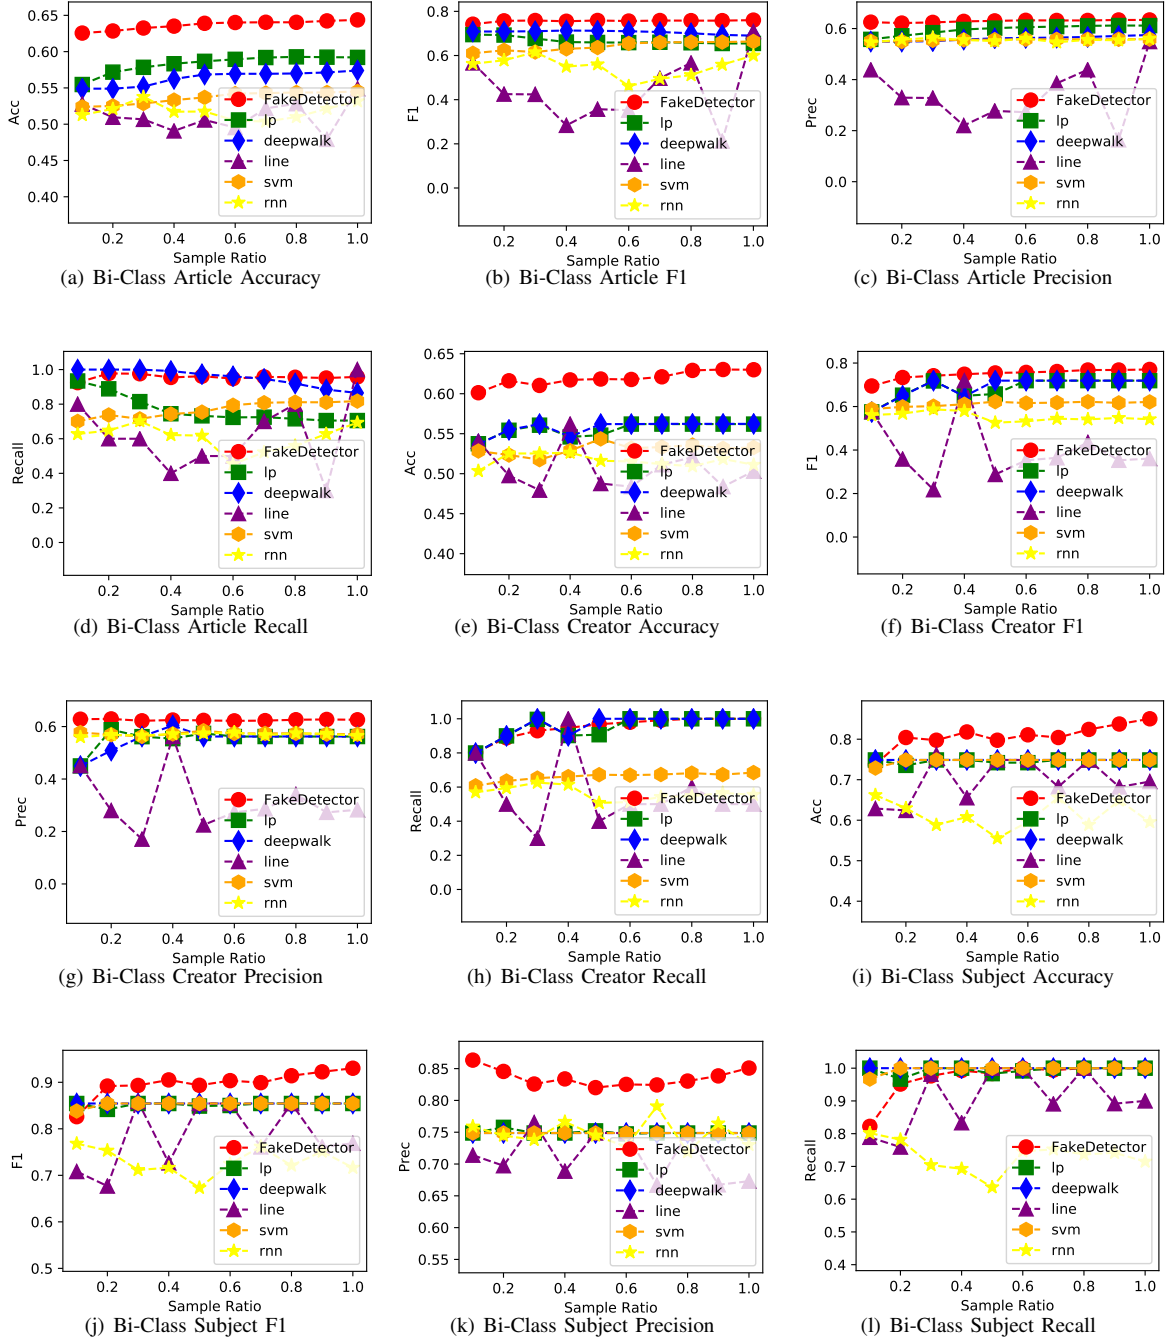 0.65
0.60
0.55
0.50
0.45
0.40
Acc
0.2 0.4 0.6 0.8 1.0
Sample Ratio
FakeDetector
lp
deepwalk
line
svm
rnn
(a) Bi-Class Article Accuracy
0.8
0.6
0.4
0.2
0.0
F1
0.2 0.4 0.6 0.8 1.0
Sample Ratio
FakeDetector
lp
deepwalk
line
svm
rnn
(b) Bi-Class Article F1
0.6
0.4
0.2
0.0
Prec
0.2 0.4 0.6 0.8 1.0
Sample Ratio
FakeDetector
lp
deepwalk
line
svm
rnn
(c) Bi-Class Article Precision
1.0
0.8
0.6
0.4
0.2
0.0
Recall
0.2 0.4 0.6 0.8 1.0
Sample Ratio
FakeDetector
lp
deepwalk
line
svm
rnn
(d) Bi-Class Article Recall
0.65
0.60
0.55
0.50
0.45
0.40
Acc
0.2 0.4 0.6 0.8 1.0
Sample Ratio
FakeDetector
lp
deepwalk
line
svm
rnn
(e) Bi-Class Creator Accuracy
0.8
0.6
0.4
0.2
0.0
F1
0.2 0.4 0.6 0.8 1.0
Sample Ratio
FakeDetector
lp
deepwalk
line
svm
rnn
(f) Bi-Class Creator F1
0.6
0.4
0.2
0.0
Prec
0.2 0.4 0.6 0.8 1.0
Sample Ratio
FakeDetector
lp
deepwalk
line
svm
rnn
(g) Bi-Class Creator Precision
1.0
0.8
0.6
0.4
0.2
0.0
Recall
0.2 0.4 0.6 0.8 1.0
Sample Ratio
FakeDetector
lp
deepwalk
line
svm
rnn
(h) Bi-Class Creator Recall
0.8
0.7
0.6
0.5
0.4
Acc
0.2 0.4 0.6 0.8 1.0
Sample Ratio
FakeDetector
lp
deepwalk
line
svm
rnn
(i) Bi-Class Subject Accuracy
0.9
0.8
0.7
0.6
0.5
F1
0.2 0.4 0.6 0.8 1.0
Sample Ratio
FakeDetector
lp
deepwalk
line
svm
rnn
(j) Bi-Class Subject F1
0.85
0.80
0.75
0.70
0.65
0.60
0.55
Prec
0.2 0.4 0.6 0.8 1.0
Sample Ratio
FakeDetector
lp
deepwalk
line
svm
rnn
(k) Bi-Class Subject Precision
1.0
0.9
0.8
0.7
0.6
0.5
0.4
Recall
0.2 0.4 0.6 0.8 1.0
Sample Ratio
FakeDetector
lp
deepwalk
line
svm
rnn
(l) Bi-Class Subject Recall